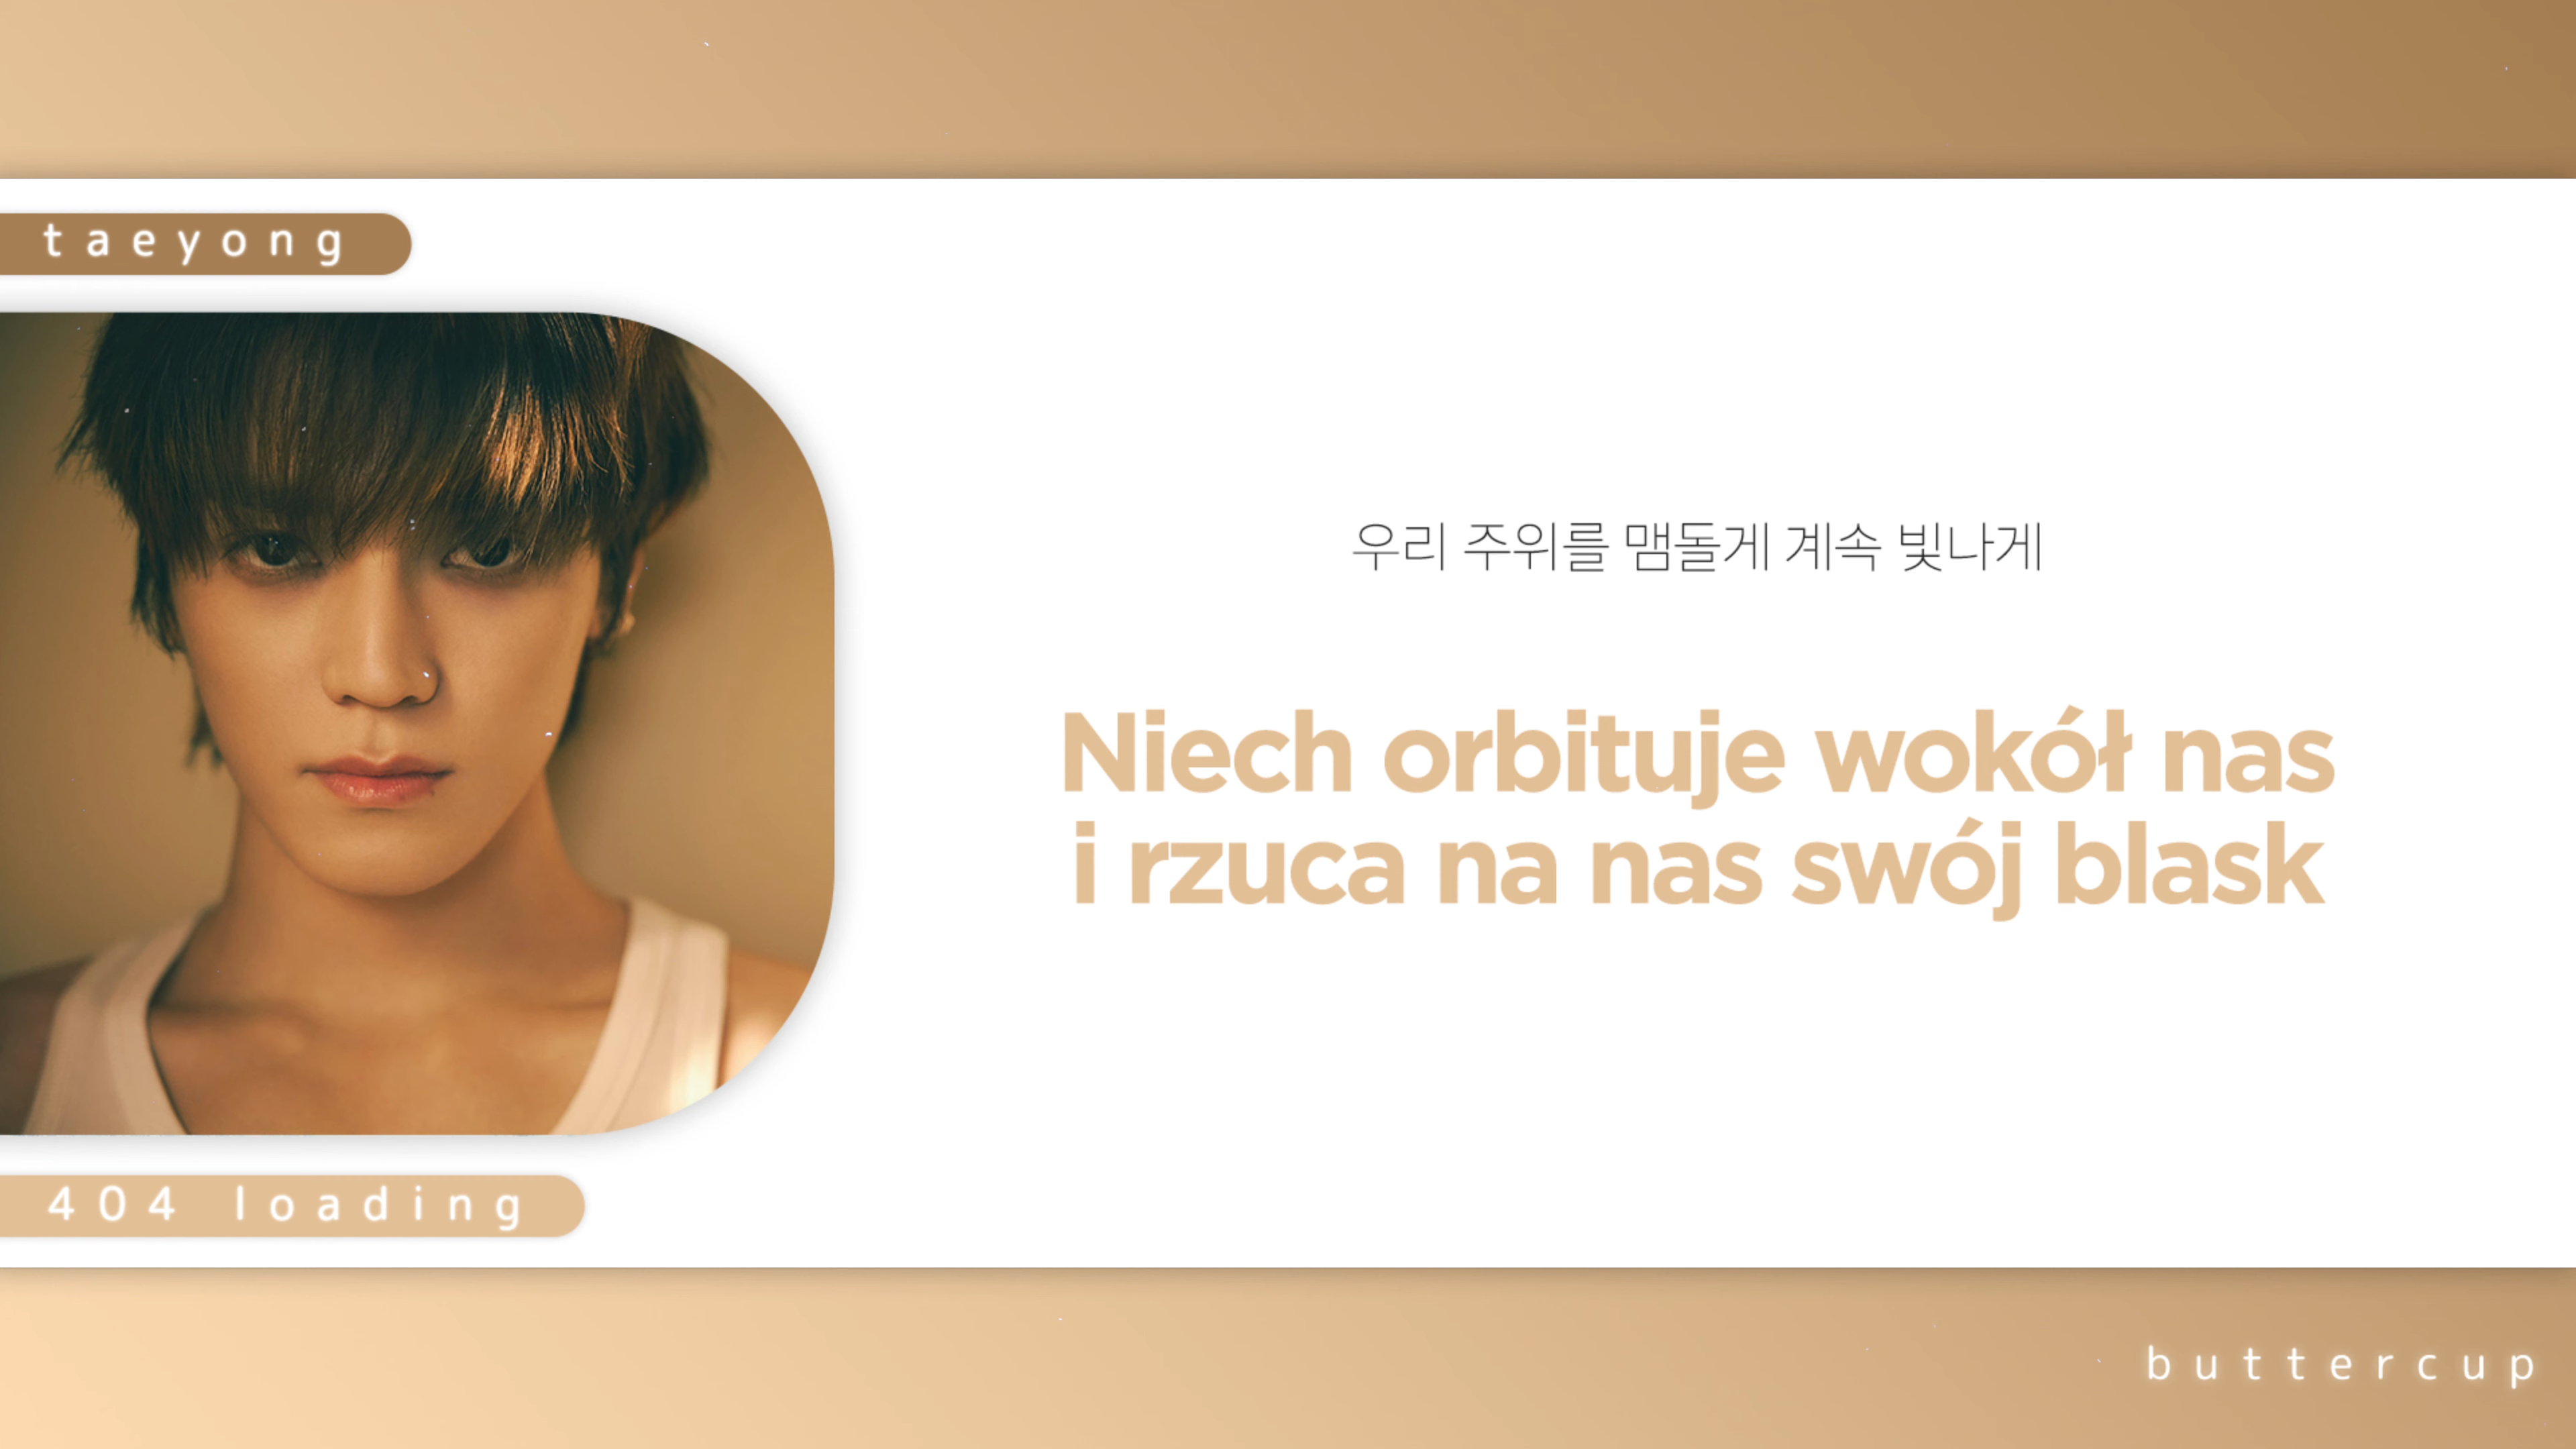 taeyong
우리 주위를 맴돌게 계속 빛나게
Niech orbituje wokół nas
i rzuca na nas swój blask
404 loading
buttercup